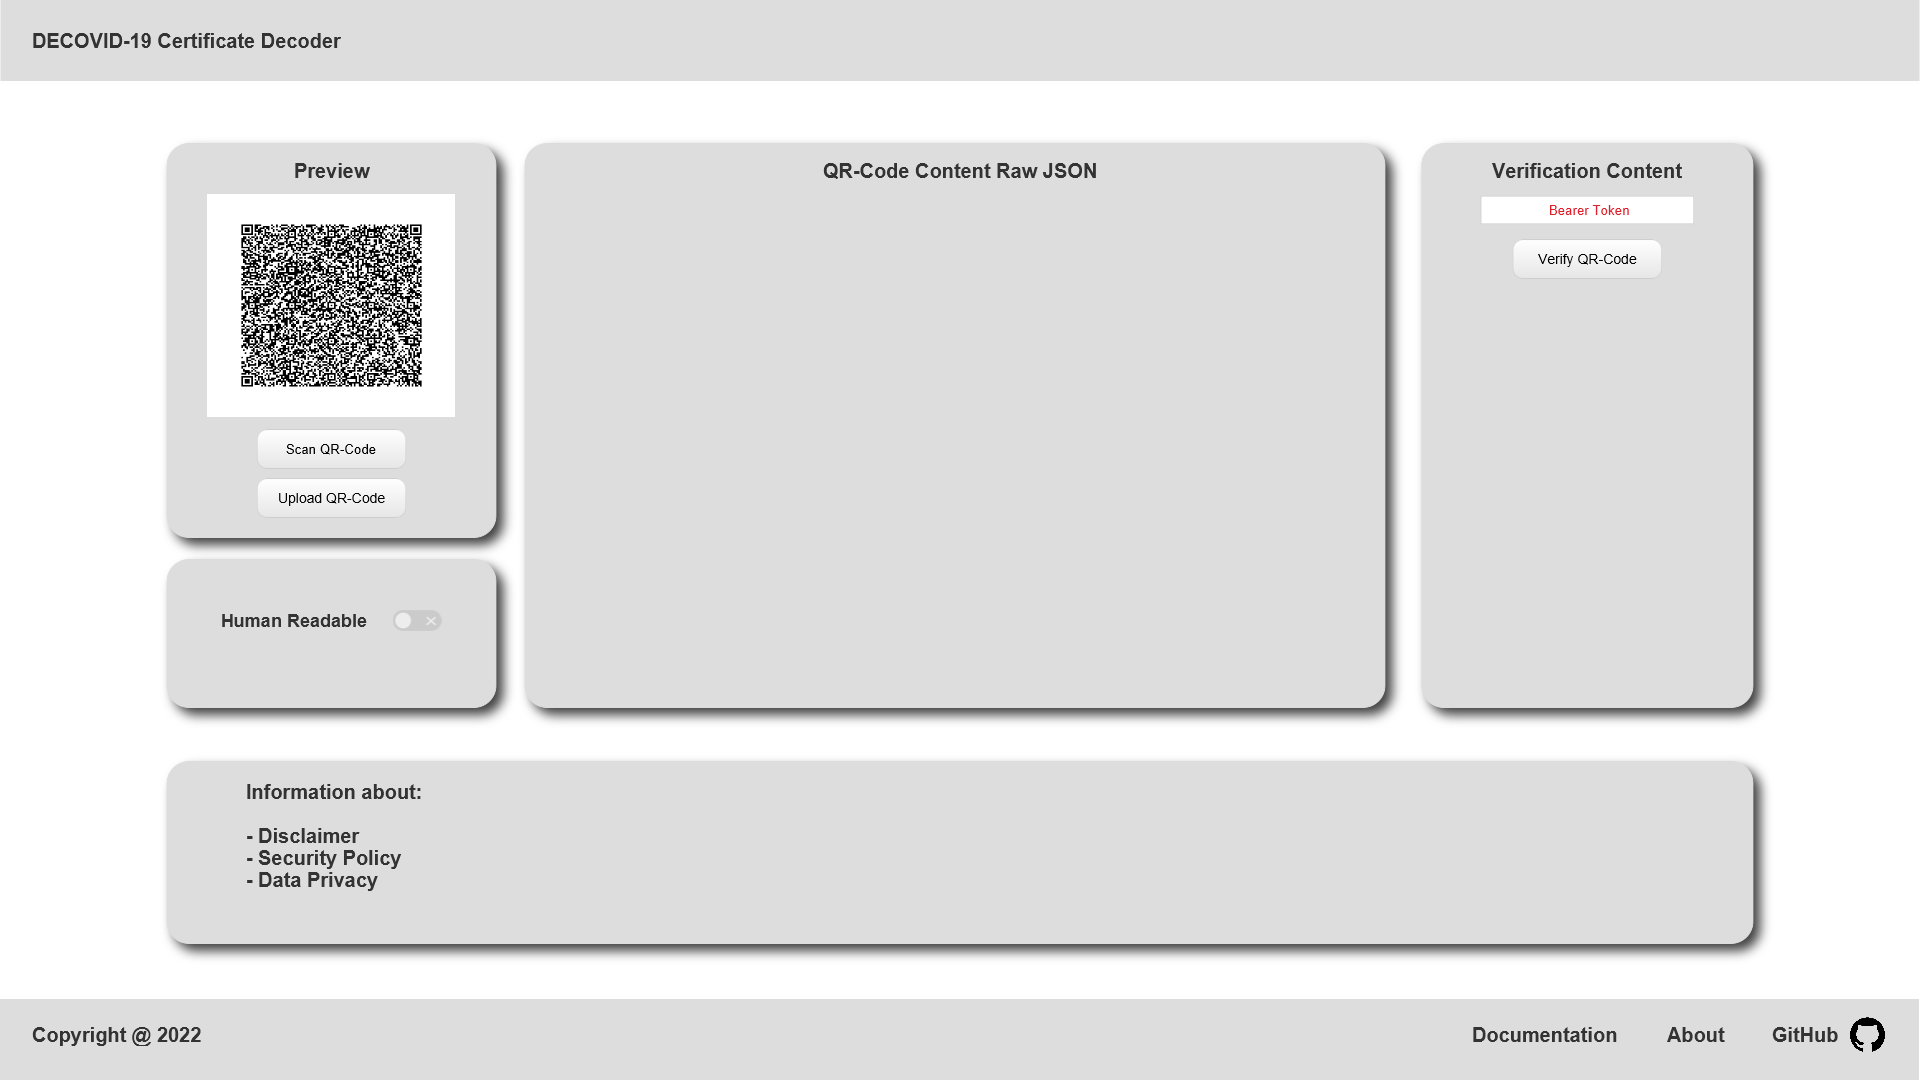 DECOVID-19 Certificate Decoder
Preview
Scan QR-Code
Upload QR-Code
Human Readable
QR-Code Content Raw JSON
Verification Content
Bearer Token
Verify QR-Code
Information about:
- Disclaimer
- Security Policy
- Data Privacy
Copyright @ 2022
Documentation
About
GitHub